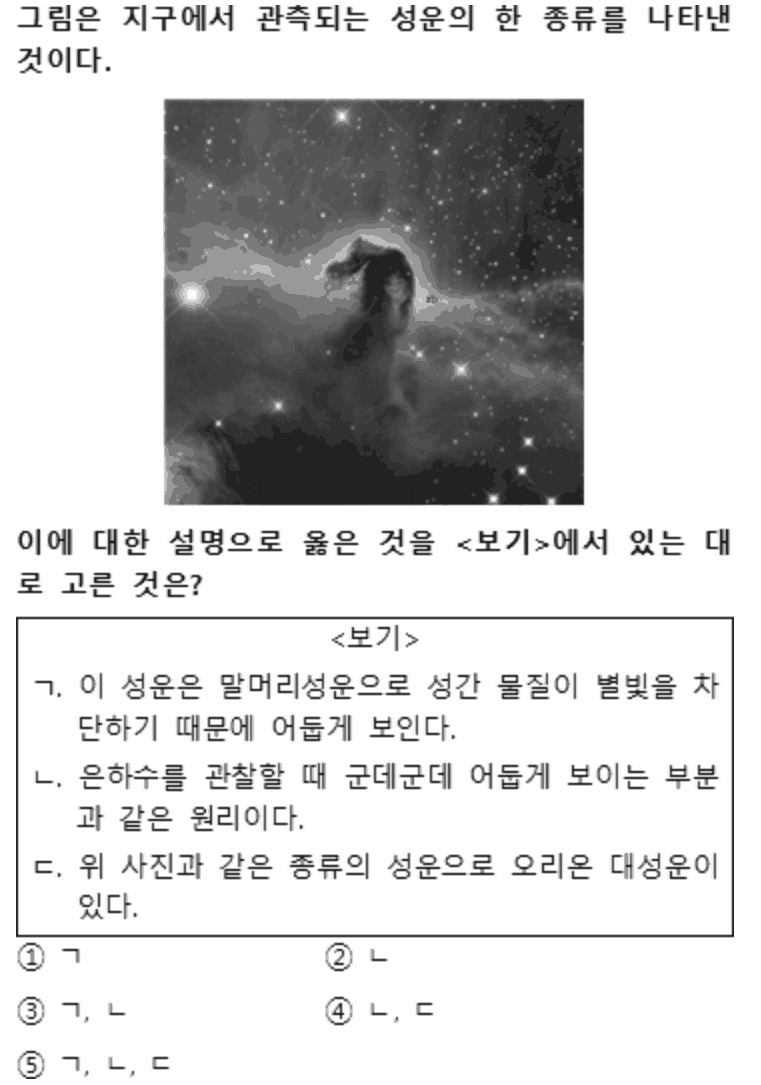 그림은 지구에서 관측되는 성운의 한 종류를 나타낸
것이다.
이에 대한 설명으로 옳은 것을 <보기>에서 있는 대
로 고른 것은?
<보기>
ㄱ. 이 성운은 말머리성운으로 성간 물질이 별빛을 차
단하기 때문에 어둡게 보인다.
ㄴ. 은하수를 관찰할 때 군데군데 어둡게 보이는 부분
과 같은 원리이다.
ㄷ. 위 사진과 같은 종류의 성운으로 오리온 대성운이
있다.
① ㄱ ② ㄴ
③ ㄱ, ㄴ ④ ㄴ, ㄷ
⑤ ㄱ, ㄴ, ㄷ